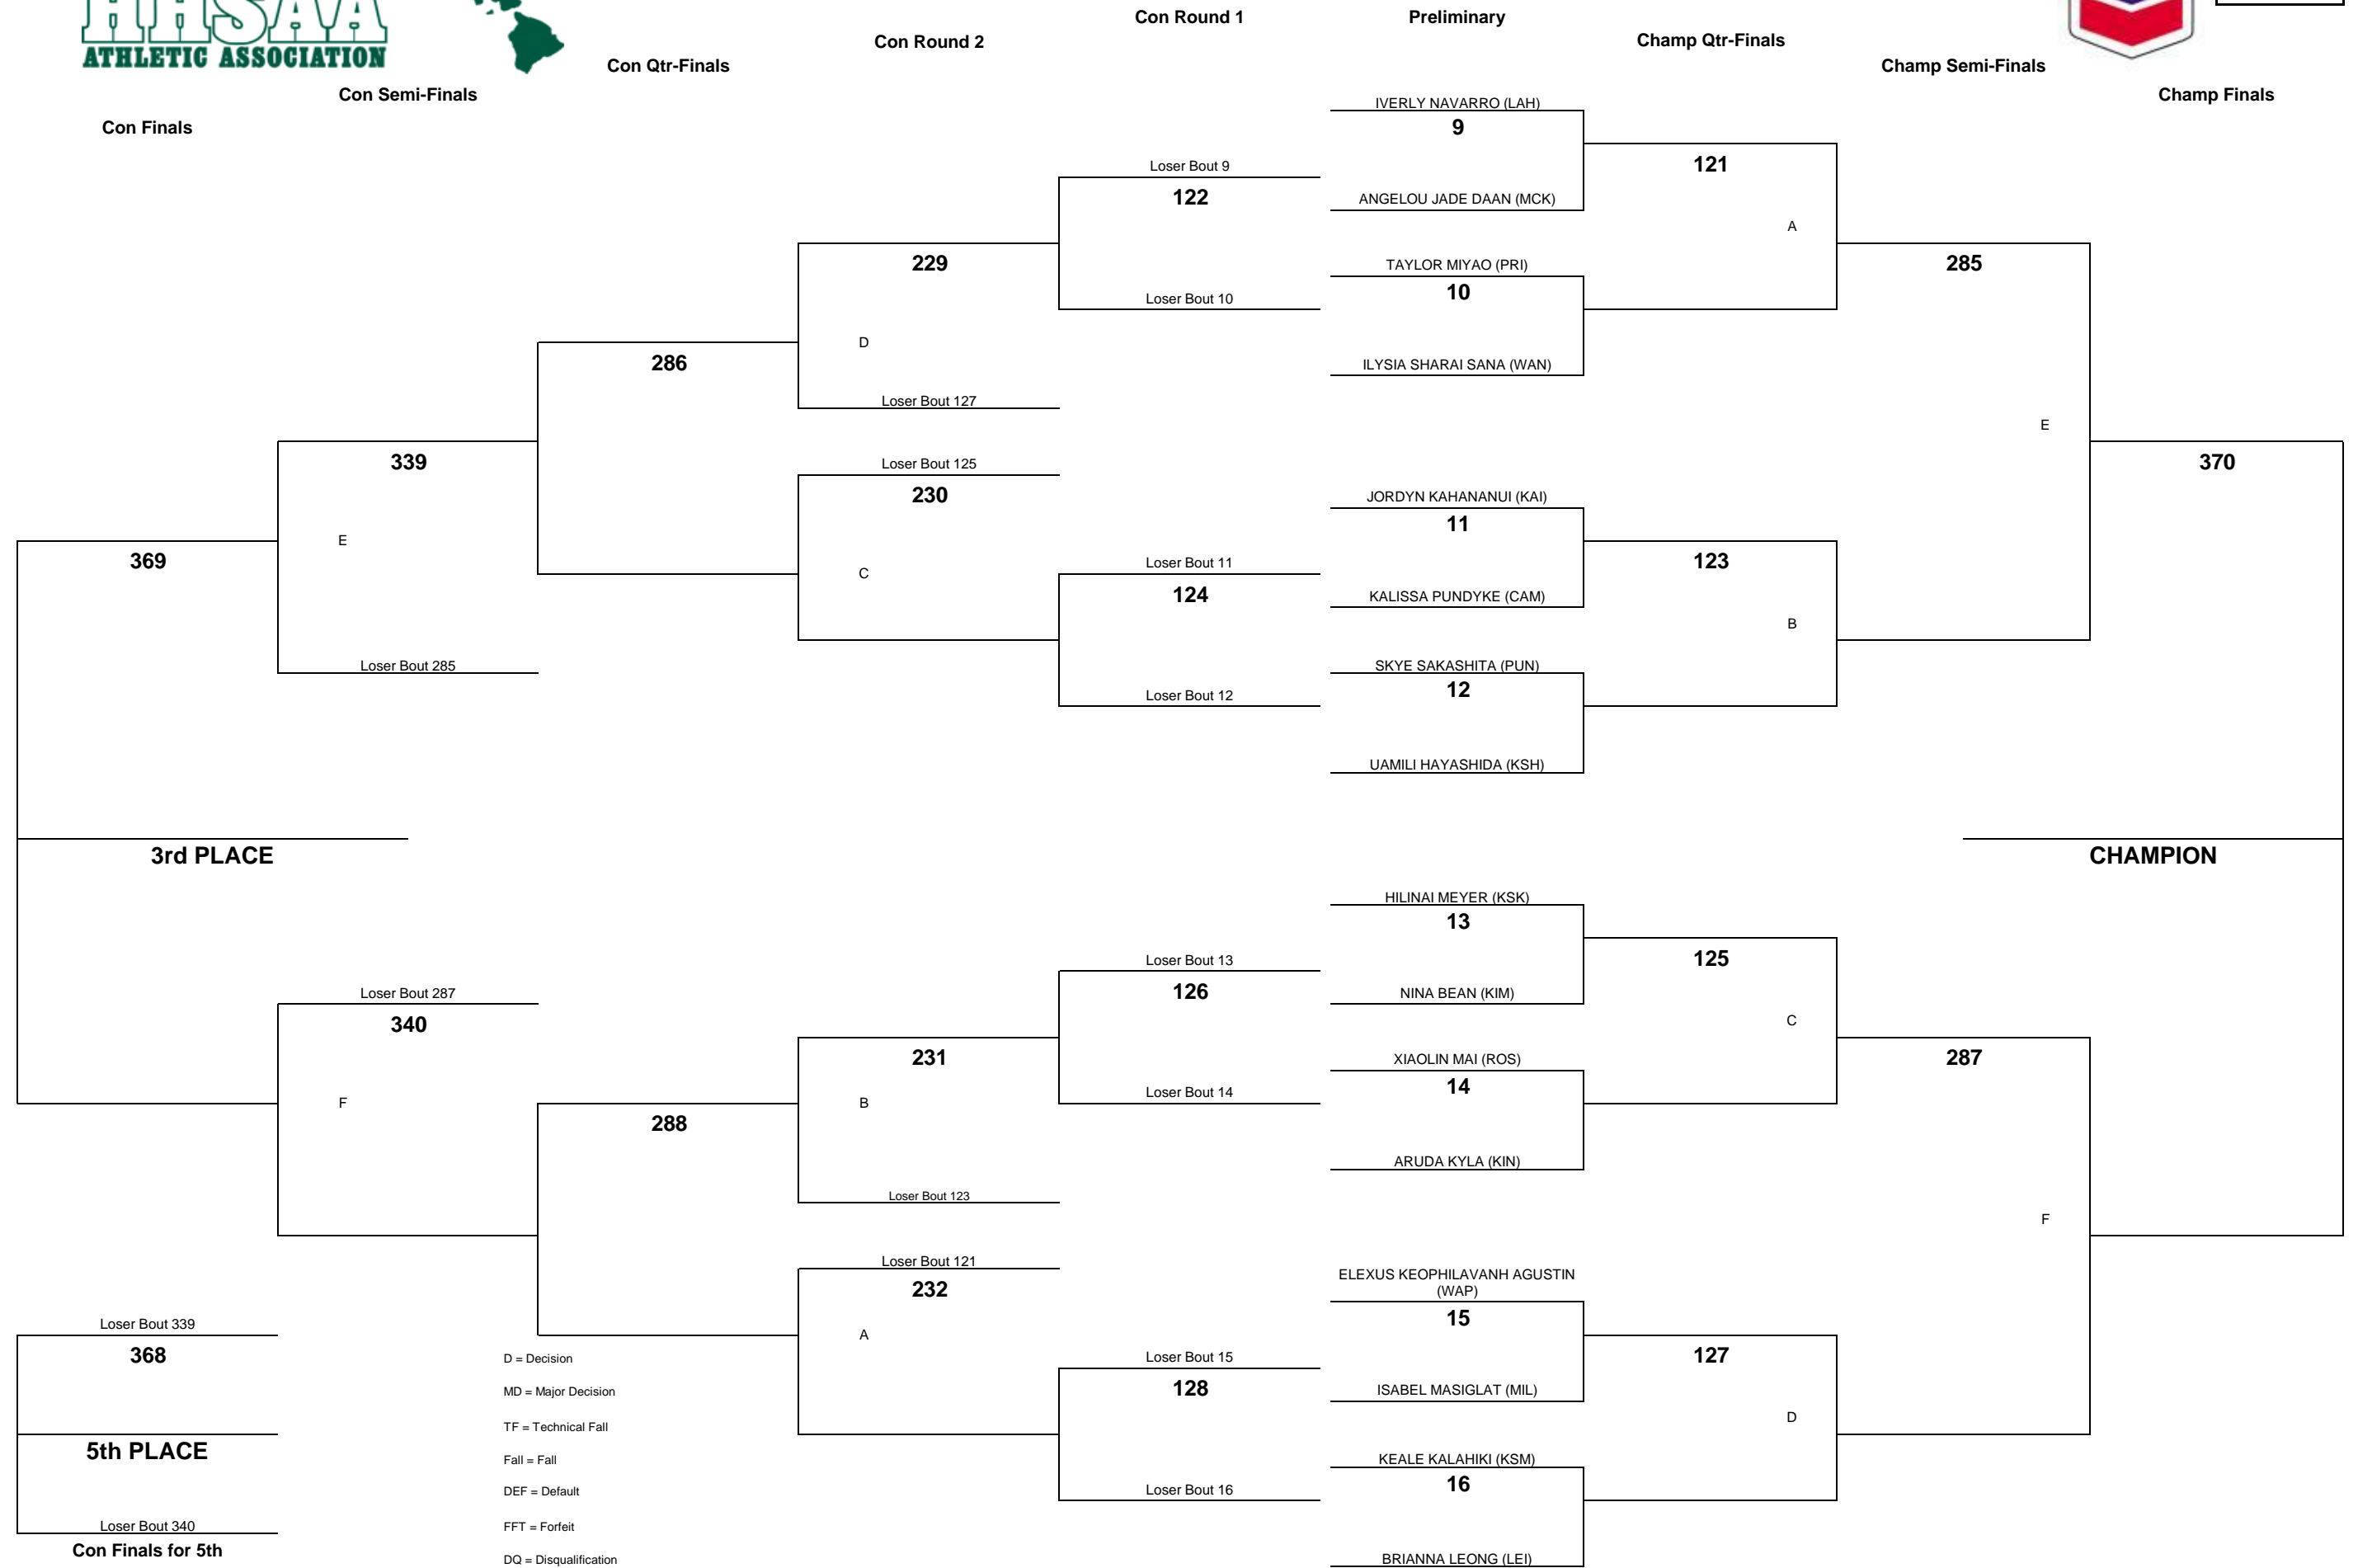 HHSAA
ATHLETIC ASSOCIATION
Con Round 1
Preliminary
Con Round 2
Champ Qtr-Finals
Con Qtr-Finals
Champ Semi-Finals
Con Semi-Finals
Champ Finals
Con Finals
IVERLY NAVARRO (LAH)
9
121
Loser Bout 9
122
ANGELOU JADE DAAN (MCK)
A
229
285
TAYLOR MIYAO (PRI)
10
Loser Bout 10
D
286
ILYSIA SHARAI SANA (WAN)
Loser Bout 127
E
339
370
Loser Bout 125
230
JORDYN KAHANANUI (KAI)
11
E
369
123
Loser Bout 11
C
124
KALISSA PUNDYKE (CAM)
B
Loser Bout 285
SKYE SAKASHITA (PUN)
12
Loser Bout 12
UAMILI HAYASHIDA (KSH)
3rd PLACE
CHAMPION
HILINAI MEYER (KSK)
13
125
Loser Bout 13
126
Loser Bout 287
NINA BEAN (KIM)
340
C
231
287
XIAOLIN MAI (ROS)
14
Loser Bout 14
F
B
288
ARUDA KYLA (KIN)
Loser Bout 123
F
Loser Bout 121
232
ELEXUS KEOPHILAVANH AGUSTIN
(WAP)
15
Loser Bout 339
A
368
D = Decision
Loser Bout 15
127
128
MD = Major Decision
ISABEL MASIGLAT (MIL)
TF = Technical Fall
D
5th PLACE
Fall = Fall
KEALE KALAHIKI (KSM)
16
DEF = Default
Loser Bout 16
Loser Bout 340
FFT = Forfeit
Con Finals for 5th
DQ = Disqualification
BRIANNA LEONG (LEI)